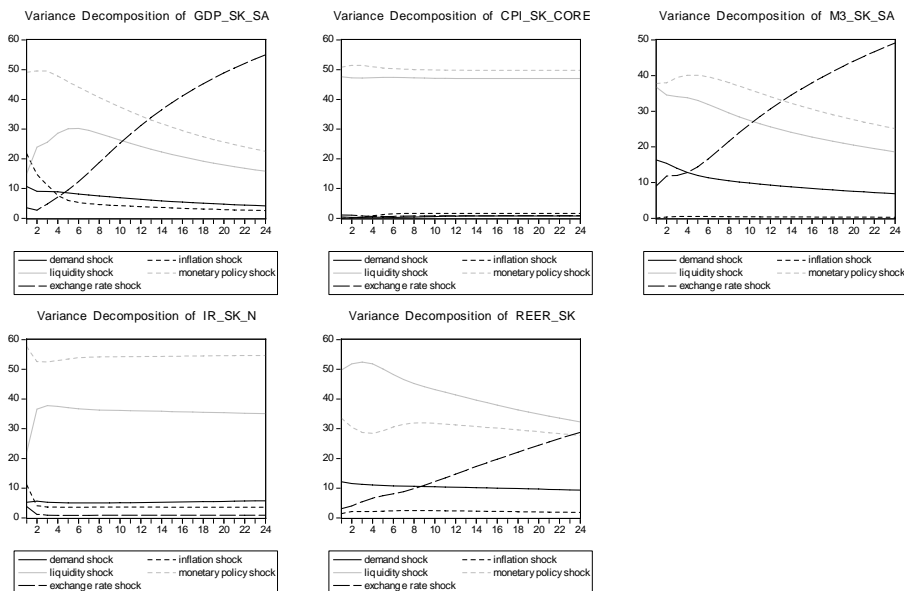 Variance Decomposition of GDP_SK_SA
60
50
40
30
20
10
0
2 4 6 8 10 12 14 16 18 20 22 24
demand shock inflation shock
liquidity shock monetary policy shock
exchange rate shock
Variance Decomposition of CPI_SK_CORE
60
50
40
30
20
10
0
2 4 6 8 10 12 14 16 18 20 22 24
demand shock inflation shock
liquidity shock monetary policy shock
exchange rate shock
Variance Decomposition of M3_SK_SA
50
40
30
20
10
0
2 4 6 8 10 12 14 16 18 20 22 24
demand shock inflation shock
liquidity shock monetary policy shock
exchange rate shock
Variance Decomposition of IR_SK_N
60
50
40
30
20
10
0
2 4 6 8 10 12 14 16 18 20 22 24
demand shock inflation shock
liquidity shock monetary policy shock
exchange rate shock
Variance Decomposition of REER_SK
60
50
40
30
20
10
0
2 4 6 8 10 12 14 16 18 20 22 24
demand shock inflation shock
liquidity shock monetary policy shock
exchange rate shock